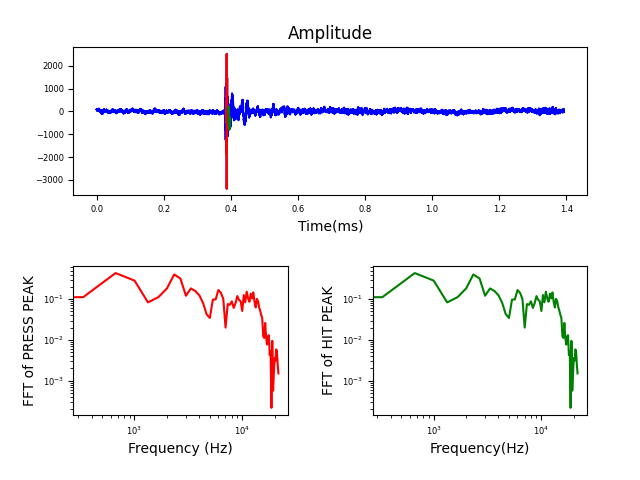 Amplitude
2000
1000
0
−1000
−2000
−3000
0.0 0.2 0.4 0.6 0.8 1.0 1.2 1.4
Time(ms)
FFT of PRESS PEAK
10⁻¹
10⁻²
10⁻³
10³ 10⁴
Frequency (Hz)
FFT of HIT PEAK
10⁻¹
10⁻²
10⁻³
10³ 10⁴
Frequency(Hz)